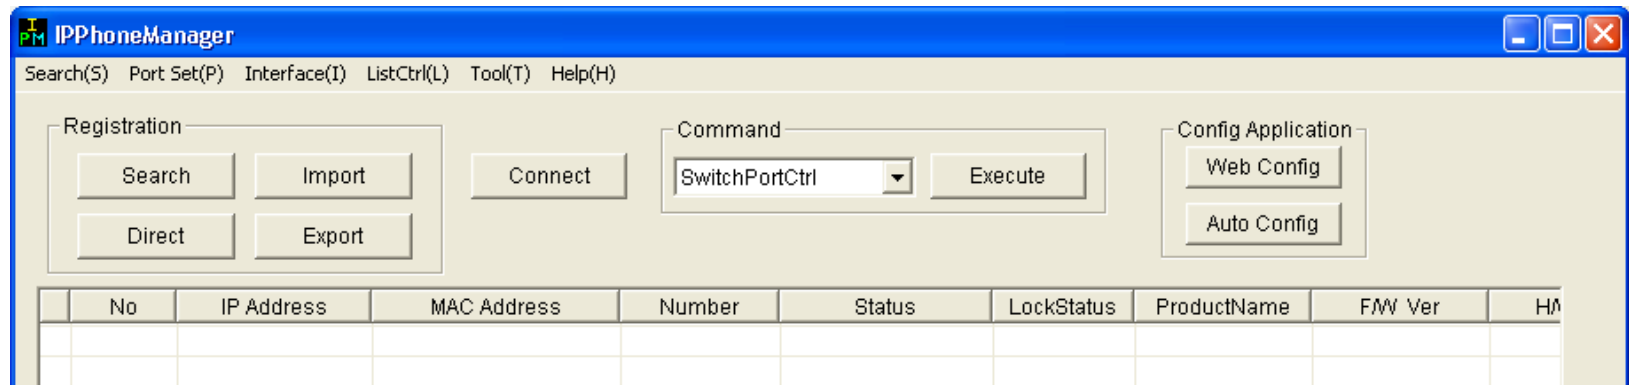 IPM IPPhoneManager
Search(S) Port Set(P) Interface(I) ListCtrl(L) Tool(T) Help(H)
Registration
Command
Config Application
Search Import Connect SwitchPortCtrl Execute Web Config
Direct Export Auto Config
No IP Address MAC Address Number Status LockStatus ProductName F/W Ver